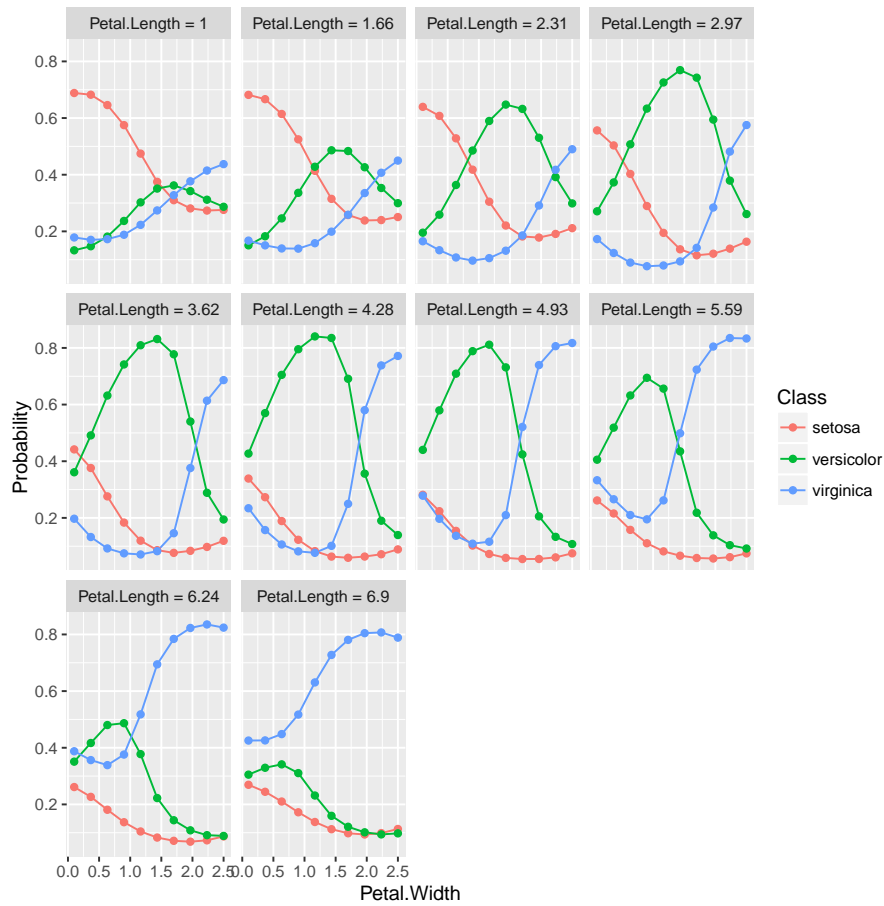 Petal.Length = 1
Petal.Length = 1.66
Petal.Length = 2.31
Petal.Length = 2.97
0.8
0.6
0.4
0.2
Petal.Length = 3.62
Petal.Length = 4.28
Petal.Length = 4.93
Petal.Length = 5.59
0.8
0.6
0.4
0.2
Probability
Class
setosa
versicolor
virginica
Petal.Length = 6.24
Petal.Length = 6.9
0.8
0.6
0.4
0.2
0.0 0.5 1.0 1.5 2.0 2.5
0.0 0.5 1.0 1.5 2.0 2.5
Petal.Width